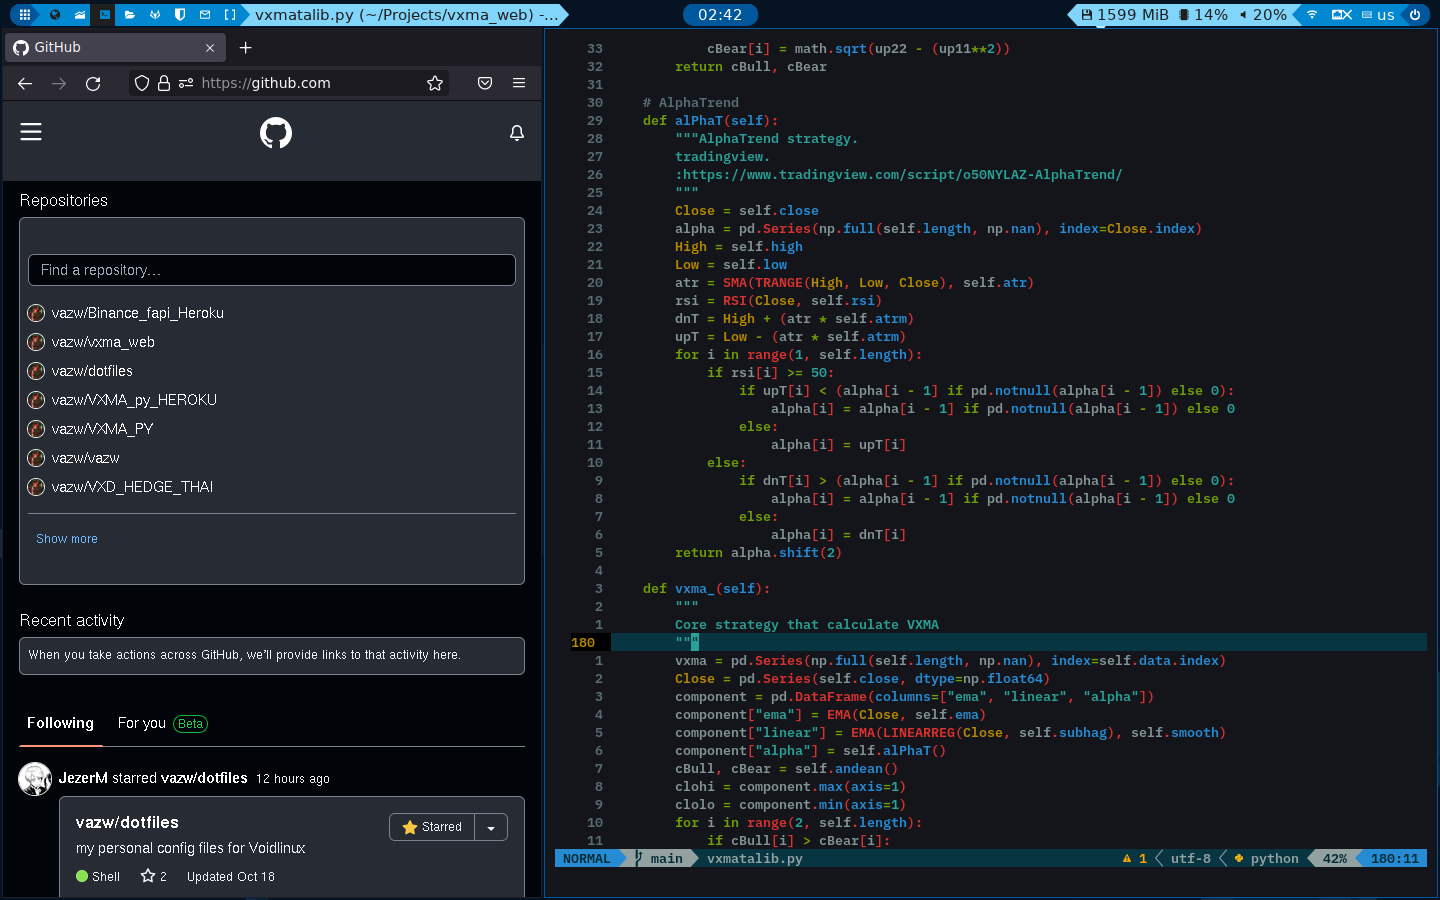 vxmatalib.py (~/Projects/vxma_web) -...
02:42
1599 MiB 14% 20% us
GitHub
https://github.com
Repositories
Find a repository...
vazw/Binance_fapi_Heroku
vazw/vxma_web
vazw/dotfiles
vazw/VXMA_py_HEROKU
vazw/VXMA_PY
vazw/vazw
vazw/VXD_HEDGE_THAI
Show more
Recent activity
When you take actions across GitHub, we'll provide links to that activity here.
Following For you Beta
JezerM starred vazw/dotfiles 12 hours ago
vazw/dotfiles
Starred
my personal config files for Voidlinux
Shell 2 Updated Oct 18
33 cBear[i] = math.sqrt(up22 - (up11**2))
32 return cBull, cBear
31
30 # AlphaTrend
29 def alPhaT(self):
28 """AlphaTrend strategy.
27 tradingview.
26 :https://www.tradingview.com/script/o50NYLAZ-AlphaTrend/
25 """
24 Close = self.close
23 alpha = pd.Series(np.full(self.length, np.nan), index=Close.index)
22 High = self.high
21 Low = self.low
20 atr = SMA(TRANGE(High, Low, Close), self.atr)
19 rsi = RSI(Close, self.rsi)
18 dnT = High + (atr * self.atrm)
17 upT = Low - (atr * self.atrm)
16 for i in range(1, self.length):
15 if rsi[i] >= 50:
14 if upT[i] < (alpha[i - 1] if pd.notnull(alpha[i - 1]) else 0):
13 alpha[i] = alpha[i - 1] if pd.notnull(alpha[i - 1]) else 0
12 else:
11 alpha[i] = upT[i]
10 else:
9 if dnT[i] > (alpha[i - 1] if pd.notnull(alpha[i - 1]) else 0):
8 alpha[i] = alpha[i - 1] if pd.notnull(alpha[i - 1]) else 0
7 else:
6 alpha[i] = dnT[i]
5 return alpha.shift(2)
4
3 def vxma_(self):
2 """
1 Core strategy that calculate VXMA
180 """
1 vxma = pd.Series(np.full(self.length, np.nan), index=self.data.index)
2 Close = pd.Series(self.close, dtype=np.float64)
3 component = pd.DataFrame(columns=["ema", "linear", "alpha"])
4 component["ema"] = EMA(Close, self.ema)
5 component["linear"] = EMA(LINEARREG(Close, self.subhag), self.smooth)
6 component["alpha"] = self.alPhaT()
7 cBull, cBear = self.andean()
8 clohi = component.max(axis=1)
9 clolo = component.min(axis=1)
10 for i in range(2, self.length):
11 if cBull[i] > cBear[i]:
NORMAL main vxmatalib.py 1 utf-8 python 42% 180:11